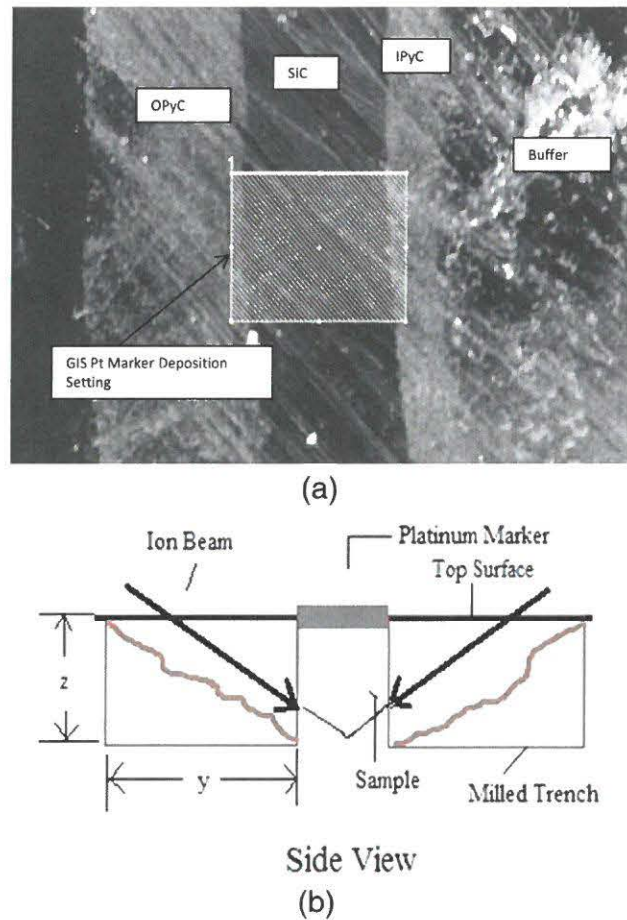 IPyC
SiC
OPyC
Buffer
1
GIS Pt Marker Deposition
Setting
(a)
Ion Beam
Platinum Marker
Top Surface
z
y
Sample
Milled Trench
Side View
(b)